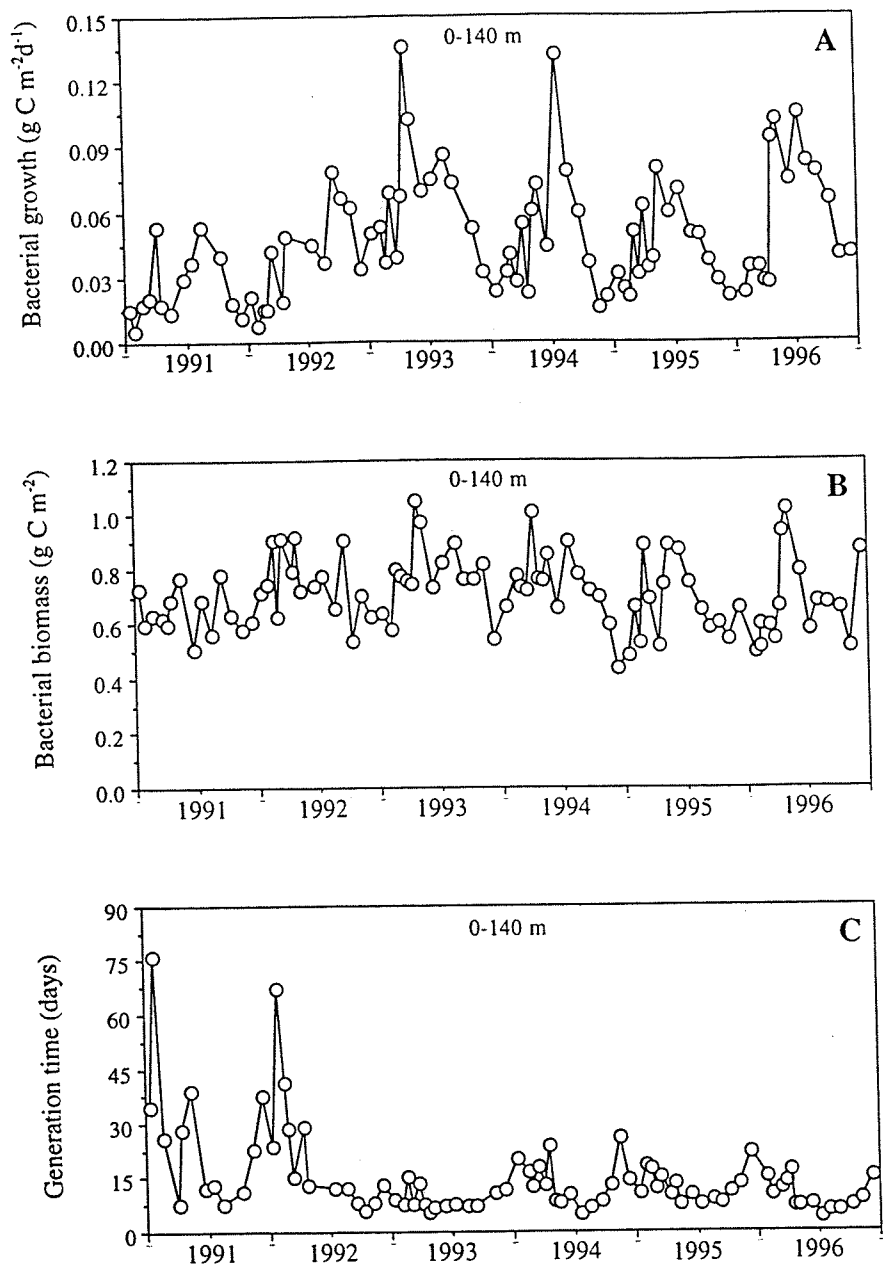 0-140 m
A
Bacterial growth (g C m⁻²d⁻¹)
0.15
0.12
0.09
0.06
0.03
0.00
1991 1992 1993 1994 1995 1996
0-140 m
B
Bacterial biomass (g C m⁻²)
1.2
1.0
0.8
0.6
0.4
0.2
0.0
1991 1992 1993 1994 1995 1996
0-140 m
C
Generation time (days)
90
75
60
45
30
15
0
1991 1992 1993 1994 1995 1996